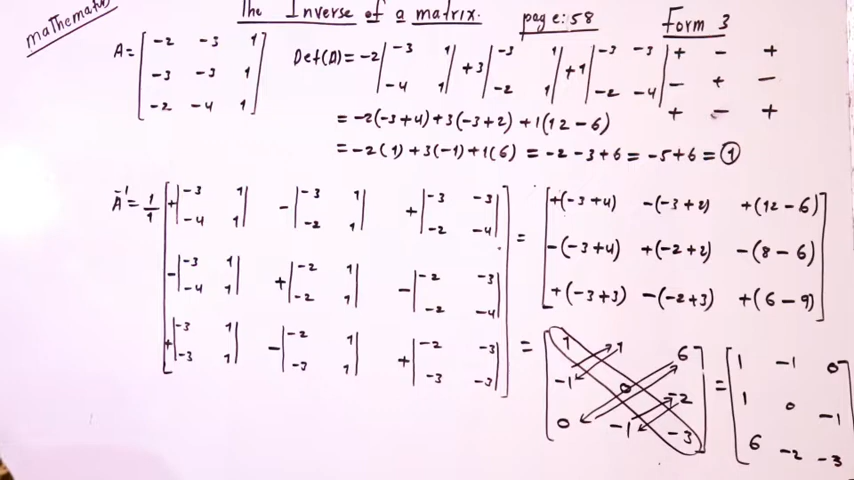 mathematic
The Inverse of a matrix. page: 58 Form 3
A = [ -2 -3 1 ; -3 -3 1 ; -2 -4 1 ] Det(A) = -2 | -3 1 ; -4 1 | + 3 | -3 1 ; -2 1 | + 1 | -3 -3 ; -2 -4 |
+ - +
- + -
+ - +
= -2(-3+4) + 3(-3+2) + 1(12-6)
= -2(1) + 3(-1) + 1(6) = -2 -3 +6 = -5+6 = 1
A⁻¹ = 1/1 [ + | -3 1 ; -4 1 | - | -3 1 ; -2 1 | + | -3 -3 ; -2 -4 |
- | -3 1 ; -4 1 | + | -2 1 ; -2 1 | - | -2 -3 ; -2 -4 |
+ | -3 1 ; -3 1 | - | -2 1 ; -3 1 | + | -2 -3 ; -3 -3 | ]
= [ +(-3+4) -(-3+2) +(12-6)
-(-3+4) +(-2+2) -(8-6)
+(-3+3) -(-2+3) +(6-9) ]
= [ 1 1 6
-1 0 -2
0 -1 -3 ]
= [ 1 -1 0
1 0 -1
6 -2 -3 ]